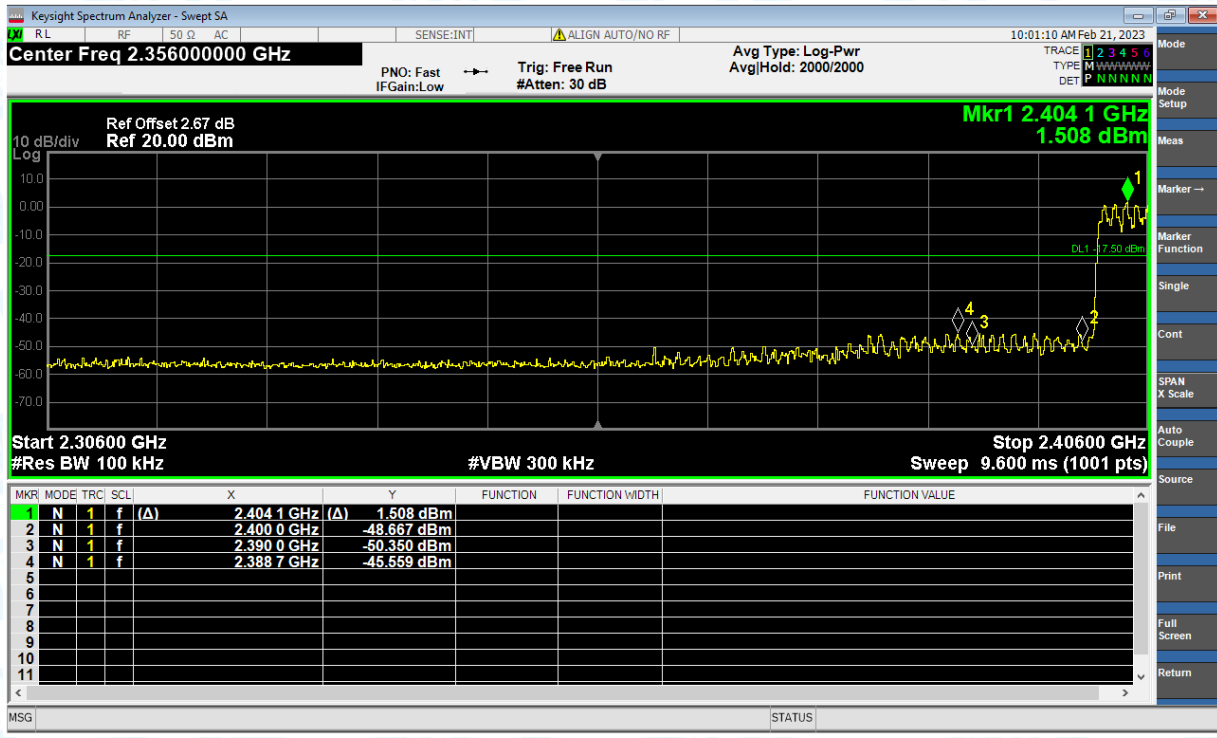 Keysight Spectrum Analyzer - Swept SA
LXI RL RF 50 Ω AC SENSE:INT ALIGN AUTO/NO RF 10:01:10 AM Feb 21, 2023
Center Freq 2.356000000 GHz
PNO: Fast
IFGain:Low
Trig: Free Run
#Atten: 30 dB
Avg Type: Log-Pwr
Avg|Hold: 2000/2000
TRACE 1 2 3 4 5 6
TYPE M WWWWW
DET P N N N N N
Mkr1 2.404 1 GHz
1.508 dBm
Ref Offset 2.67 dB
10 dB/div Ref 20.00 dBm
Log
10.0
0.00
-10.0
-20.0
-30.0
-40.0
-50.0
-60.0
-70.0
1
DL1 -17.50 dBm
4
3
2
Start 2.30600 GHz Stop 2.40600 GHz
#Res BW 100 kHz #VBW 300 kHz Sweep 9.600 ms (1001 pts)
MKR MODE TRC SCL X Y FUNCTION FUNCTION WIDTH FUNCTION VALUE
1 N 1 f (Δ) 2.404 1 GHz (Δ) 1.508 dBm
2 N 1 f 2.400 0 GHz -48.667 dBm
3 N 1 f 2.390 0 GHz -50.350 dBm
4 N 1 f 2.388 7 GHz -45.559 dBm
5
6
7
8
9
10
11
MSG STATUS
Mode
Mode
Setup
Meas
Marker→
Marker
Function
Single
Cont
SPAN
X Scale
Auto
Couple
Source
File
Print
Full
Screen
Return